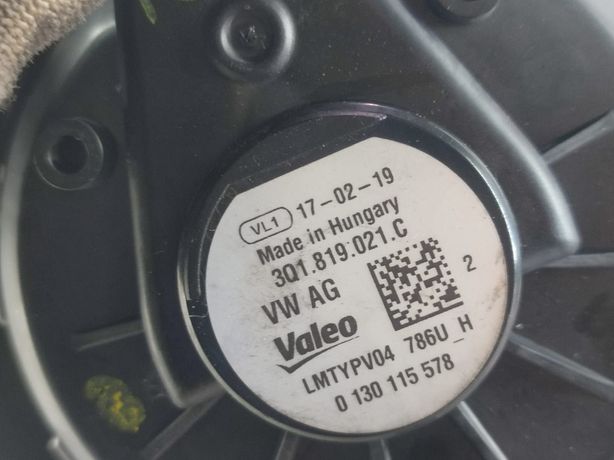 VL1 17-02-19
Made in Hungary
3Q1.819.021.C
VW AG
2
Valeo
LMTYPV04 786U_H
0 130 115 578